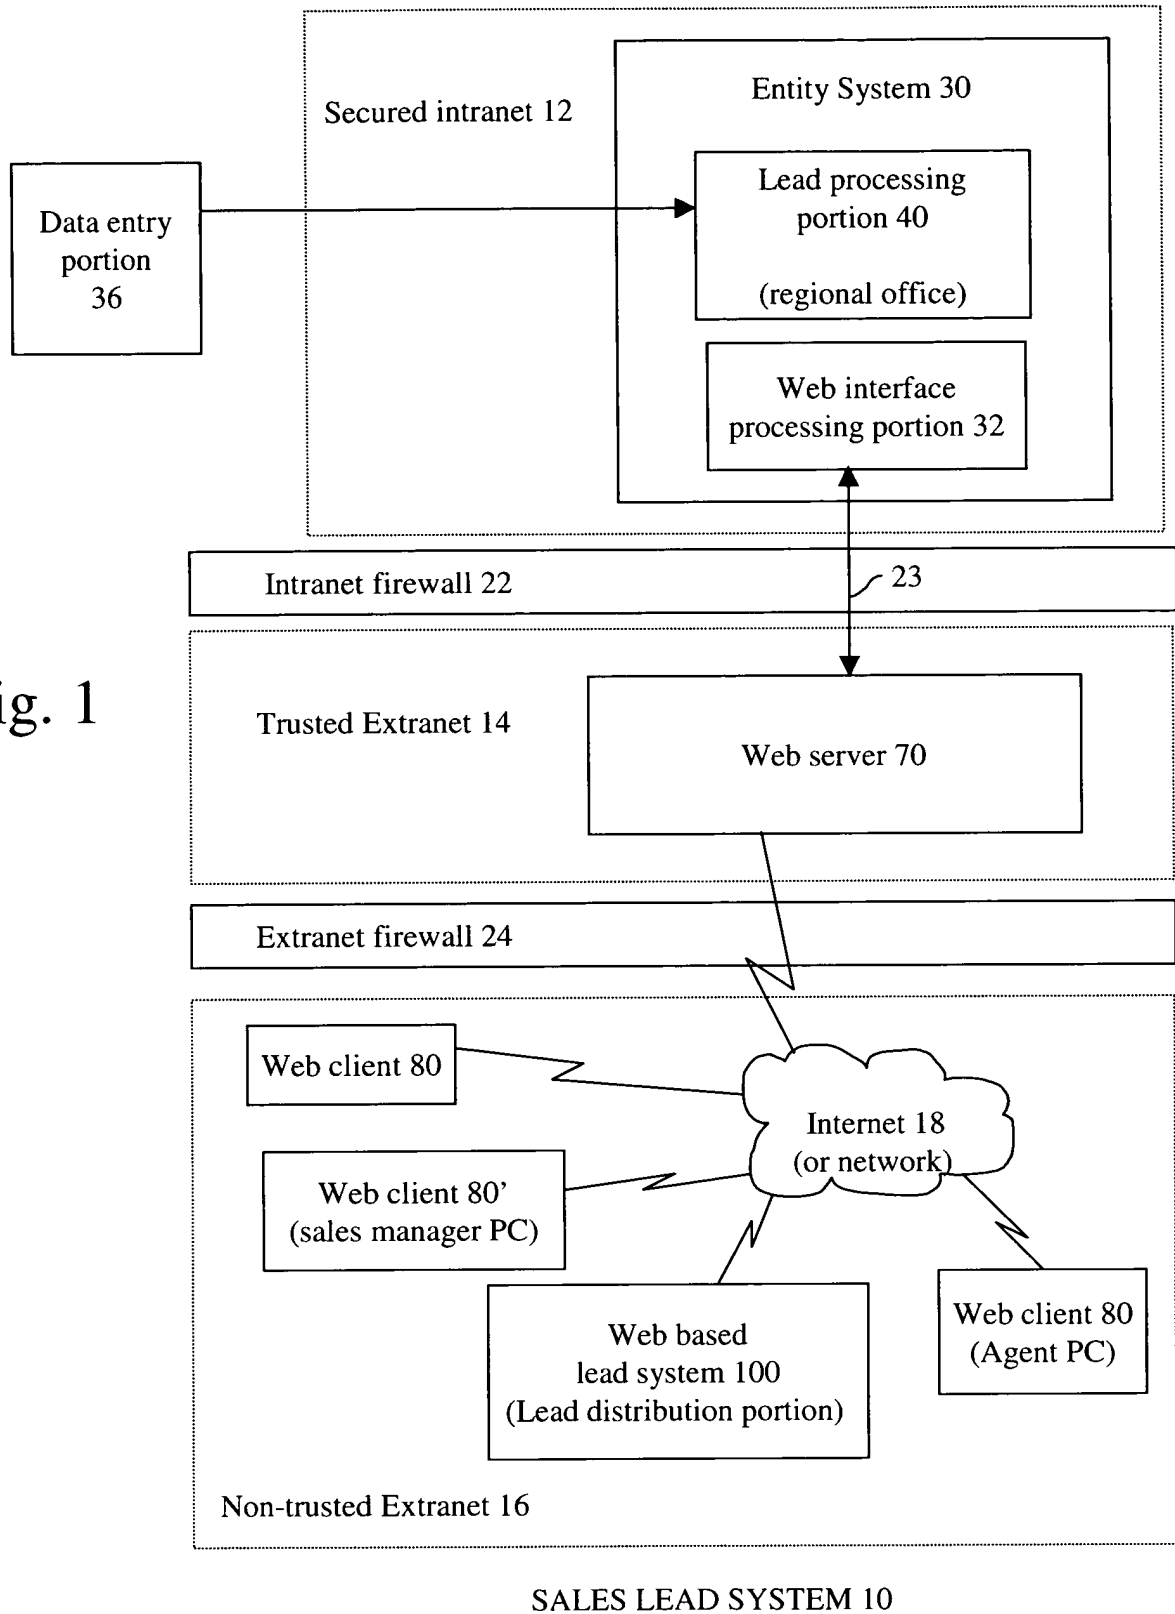 Entity System 30
Secured intranet 12
Lead processing
portion 40
(regional office)
Data entry
portion
36
Web interface
processing portion 32
Intranet firewall 22
23
ig. 1
Trusted Extranet 14
Web server 70
Extranet firewall 24
Web client 80
Internet 18
(or network)
Web client 80’
(sales manager PC)
Web client 80
(Agent PC)
Web based
lead system 100
(Lead distribution portion)
Non-trusted Extranet 16
SALES LEAD SYSTEM 10